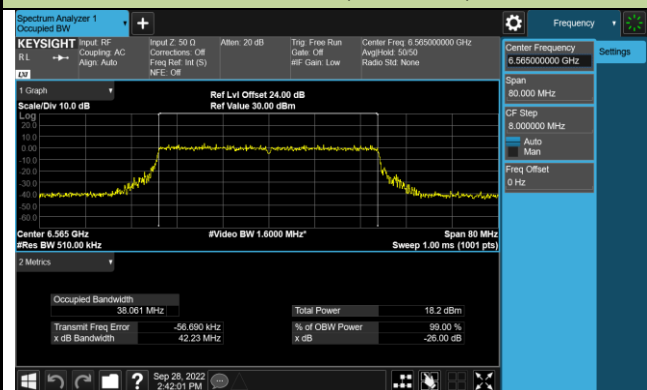 Spectrum Analyzer 1
Occupied BW
Frequency
KEYSIGHT
Input: RF
Coupling: AC
Align: Auto
Input Z: 50 Ω
Corrections: Off
Freq Ref: Int (S)
NFE: Off
Atten: 20 dB
Trig: Free Run
Gate: Off
#IF Gain: Low
Center Freq: 6.565000000 GHz
Avg|Hold: 50/50
Radio Std: None
RL
LXI
Center Frequency
6.565000000 GHz
Settings
Span
80.000 MHz
CF Step
8.000000 MHz
Auto
Man
Freq Offset
0 Hz
1 Graph
Scale/Div 10.0 dB
Ref Lvl Offset 24.00 dB
Ref Value 30.00 dBm
Log
20.0
10.0
0.00
-10.0
-20.0
-30.0
-40.0
-50.0
-60.0
Center 6.565 GHz
#Video BW 1.6000 MHz*
Span 80 MHz
#Res BW 510.00 kHz
Sweep 1.00 ms (1001 pts)
2 Metrics
Occupied Bandwidth
38.061 MHz
Total Power
18.2 dBm
Transmit Freq Error
-56.690 kHz
% of OBW Power
99.00 %
x dB Bandwidth
42.23 MHz
x dB
-26.00 dB
?
Sep 28, 2022
2:42:01 PM